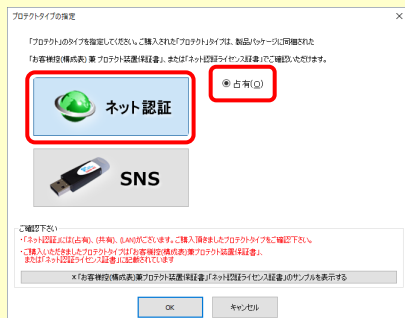 プロテクトタイプの指定
「プロテクト」のタイプを指定してください。ご購入された「プロテクト」タイプは、製品パッケージに同梱された
「お客様控(構成表) 兼 プロテクト装置保証書」、または「ネット認証ライセンス証書」でご確認いただけます。
ネット認証
占有(O)
SNS
ご確認下さい
・「ネット認証」には(占有)、(共有)、(LAN)がございます。ご購入頂きましたプロテクトタイプをご確認下さい。
・ご購入いただきましたプロテクトタイプは「お客様控(構成表)兼プロテクト装置保証書」、
または「ネット認証ライセンス証書」に記載されています
×「お客様控(構成表)兼プロテクト装置保証書」「ネット認証ライセンス証書」のサンプルを表示する
OK キャンセル